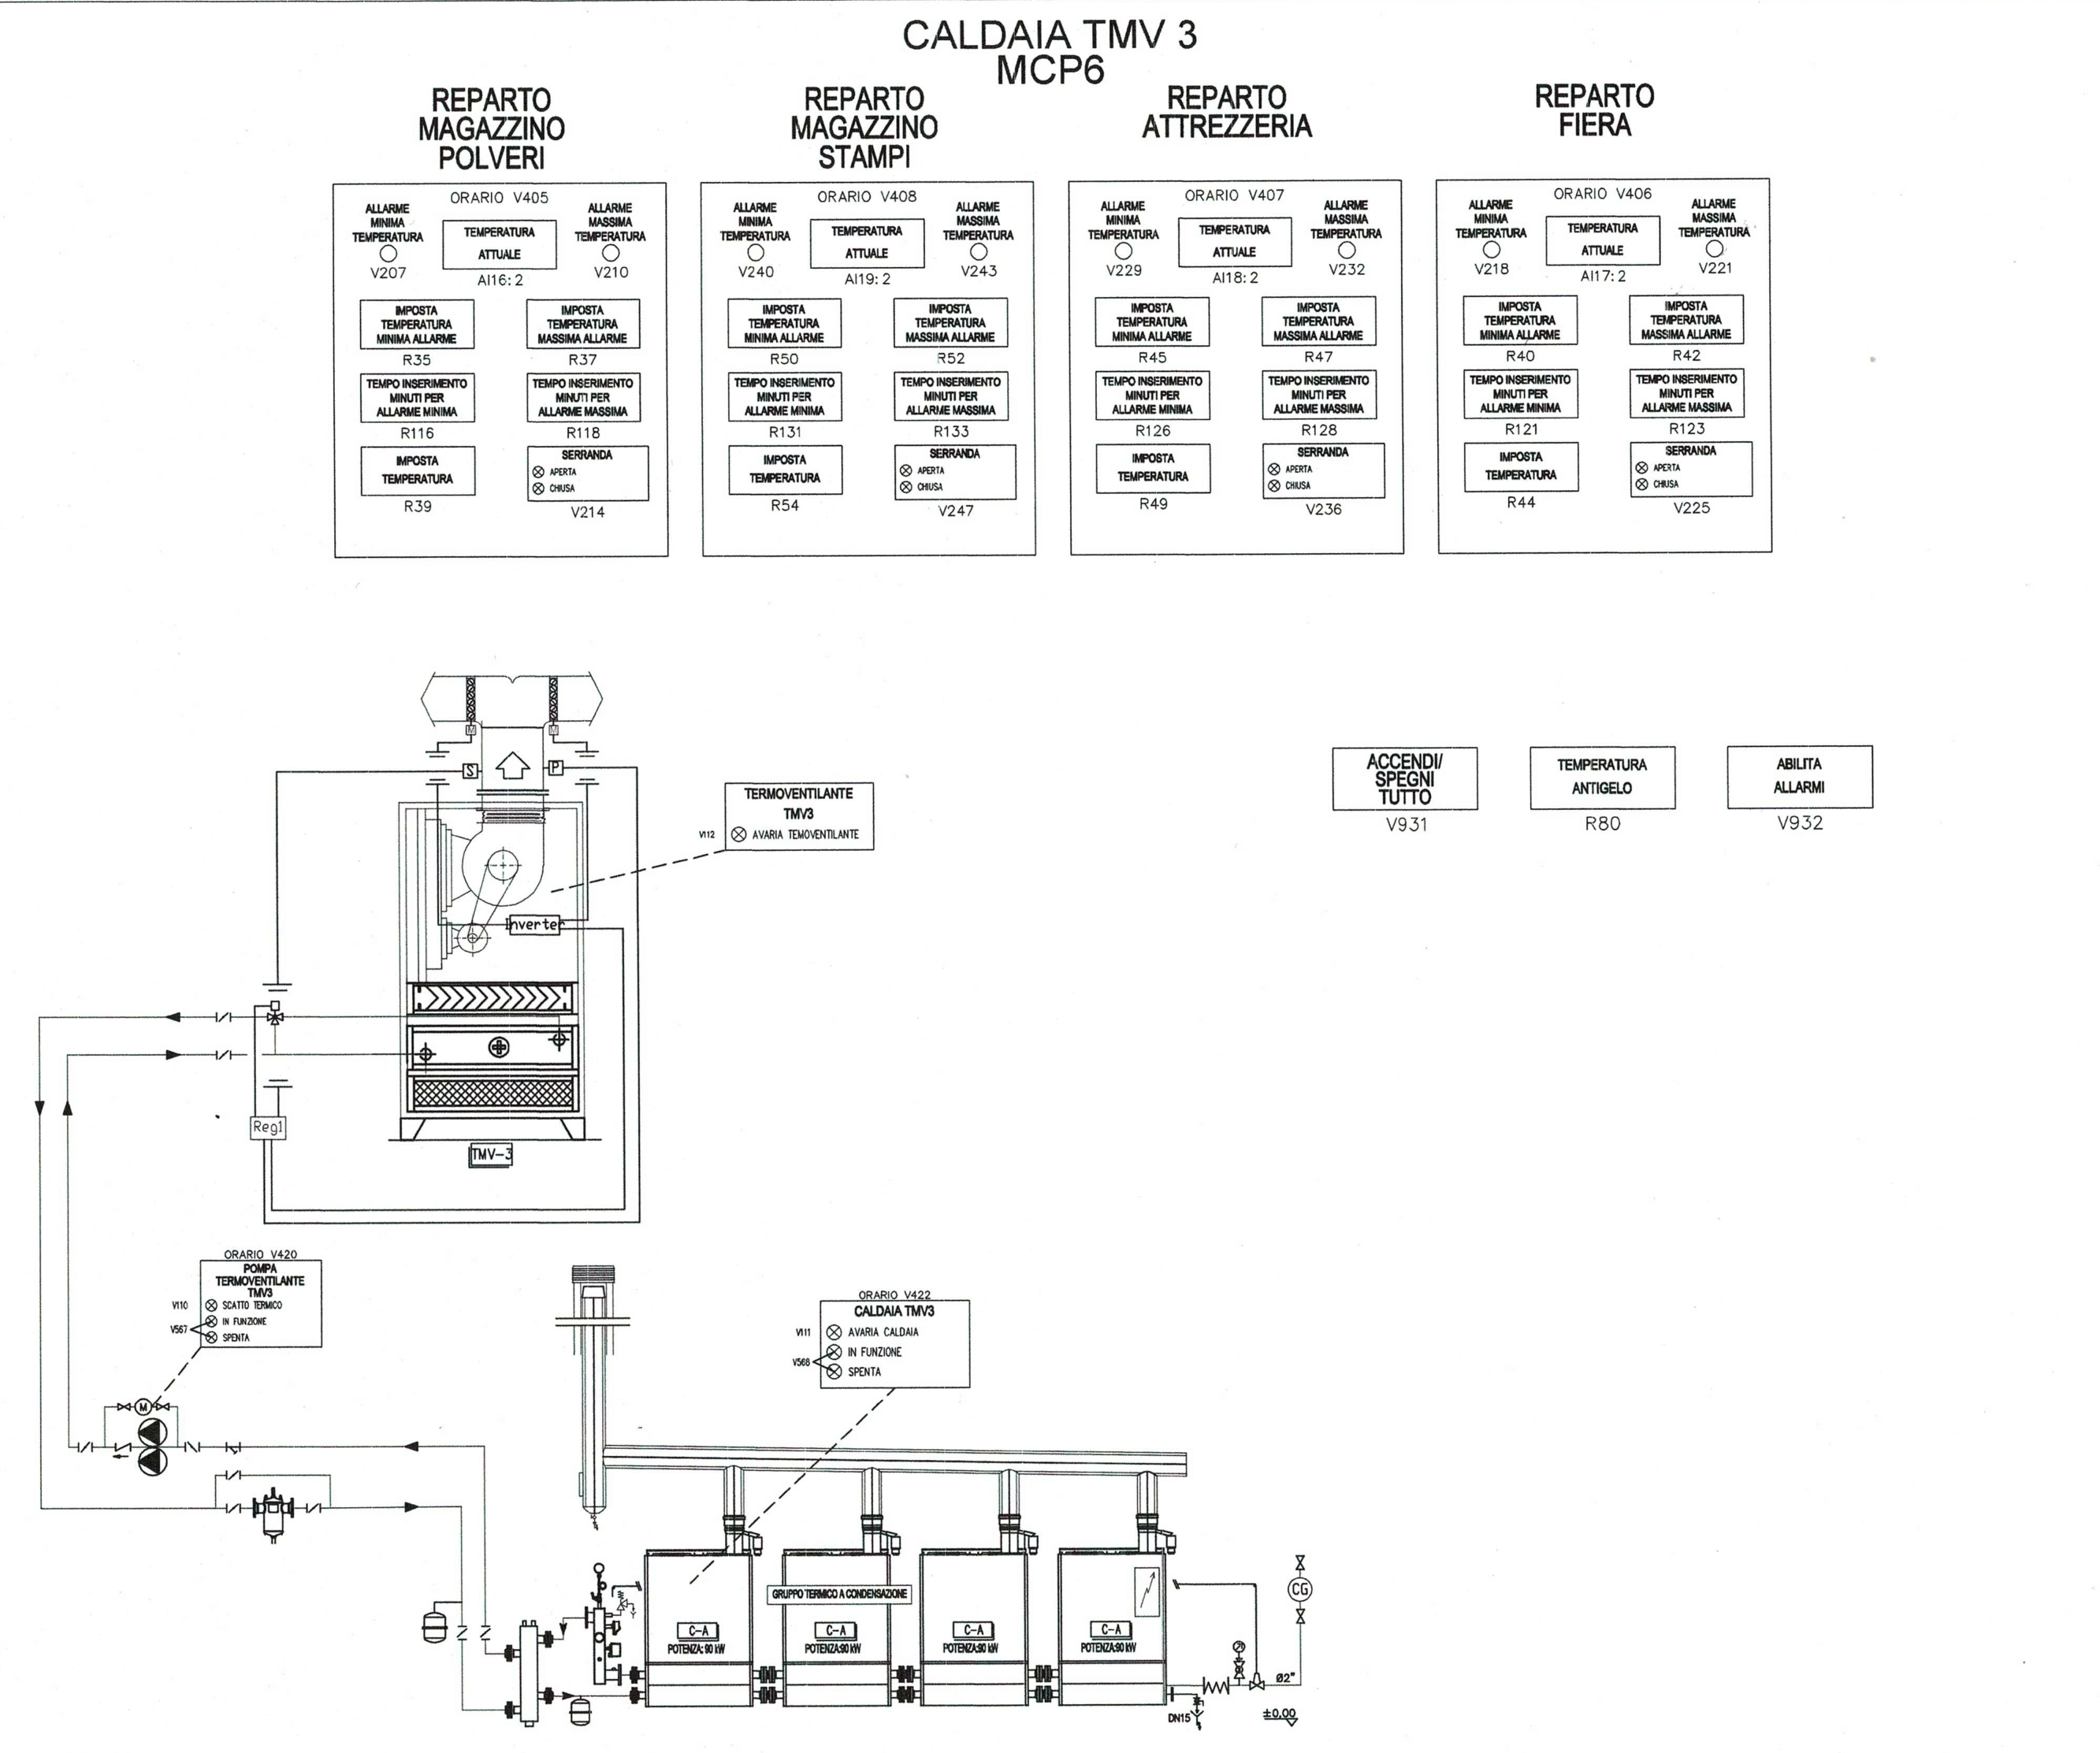 CALDAIA TMV 3
MCP6
REPARTO
MAGAZZINO
POLVERI
ORARIO V405
ALLARME
MINIMA
TEMPERATURA
V207
TEMPERATURA
ATTUALE
AI16:2
ALLARME
MASSIMA
TEMPERATURA
V210
IMPOSTA
TEMPERATURA
MINIMA ALLARME
R35
IMPOSTA
TEMPERATURA
MASSIMA ALLARME
R37
TEMPO INSERIMENTO
MINUTI PER
ALLARME MINIMA
R116
TEMPO INSERIMENTO
MINUTI PER
ALLARME MASSIMA
R118
IMPOSTA
TEMPERATURA
R39
SERRANDA
APERTA
CHIUSA
V214
REPARTO
MAGAZZINO
STAMPI
ORARIO V408
ALLARME
MINIMA
TEMPERATURA
V240
TEMPERATURA
ATTUALE
AI19:2
ALLARME
MASSIMA
TEMPERATURA
V243
IMPOSTA
TEMPERATURA
MINIMA ALLARME
R50
IMPOSTA
TEMPERATURA
MASSIMA ALLARME
R52
TEMPO INSERIMENTO
MINUTI PER
ALLARME MINIMA
R131
TEMPO INSERIMENTO
MINUTI PER
ALLARME MASSIMA
R133
IMPOSTA
TEMPERATURA
R54
SERRANDA
APERTA
CHIUSA
V247
REPARTO
ATTREZZERIA
ORARIO V407
ALLARME
MINIMA
TEMPERATURA
V229
TEMPERATURA
ATTUALE
AI18:2
ALLARME
MASSIMA
TEMPERATURA
V232
IMPOSTA
TEMPERATURA
MINIMA ALLARME
R45
IMPOSTA
TEMPERATURA
MASSIMA ALLARME
R47
TEMPO INSERIMENTO
MINUTI PER
ALLARME MINIMA
R126
TEMPO INSERIMENTO
MINUTI PER
ALLARME MASSIMA
R128
IMPOSTA
TEMPERATURA
R49
SERRANDA
APERTA
CHIUSA
V236
REPARTO
FIERA
ORARIO V406
ALLARME
MINIMA
TEMPERATURA
V218
TEMPERATURA
ATTUALE
AI17:2
ALLARME
MASSIMA
TEMPERATURA
V221
IMPOSTA
TEMPERATURA
MINIMA ALLARME
R40
IMPOSTA
TEMPERATURA
MASSIMA ALLARME
R42
TEMPO INSERIMENTO
MINUTI PER
ALLARME MINIMA
R121
TEMPO INSERIMENTO
MINUTI PER
ALLARME MASSIMA
R123
IMPOSTA
TEMPERATURA
R44
SERRANDA
APERTA
CHIUSA
V225
M
M
S
P
TERMOVENTILANTE
TMV3
V112
AVARIA TEMOVENTILANTE
ACCENDI/
SPEGNI
TUTTO
V931
TEMPERATURA
ANTIGELO
R80
ABILITA
ALLARMI
V932
Inverter
Reg1
TMV-3
ORARIO V420
POMPA
TERMOVENTILANTE
TMV3
V110
SCATTO TERMICO
V567
IN FUNZIONE
SPENTA
M
ORARIO V422
CALDAIA TMV3
V111
AVARIA CALDAIA
V568
IN FUNZIONE
SPENTA
GRUPPO TERMICO A CONDENSAZIONE
C-A
POTENZA: 90 kW
C-A
POTENZA:90 kW
C-A
POTENZA:90 kW
C-A
POTENZA:90 kW
CG
Ø2"
DN15
±0.00